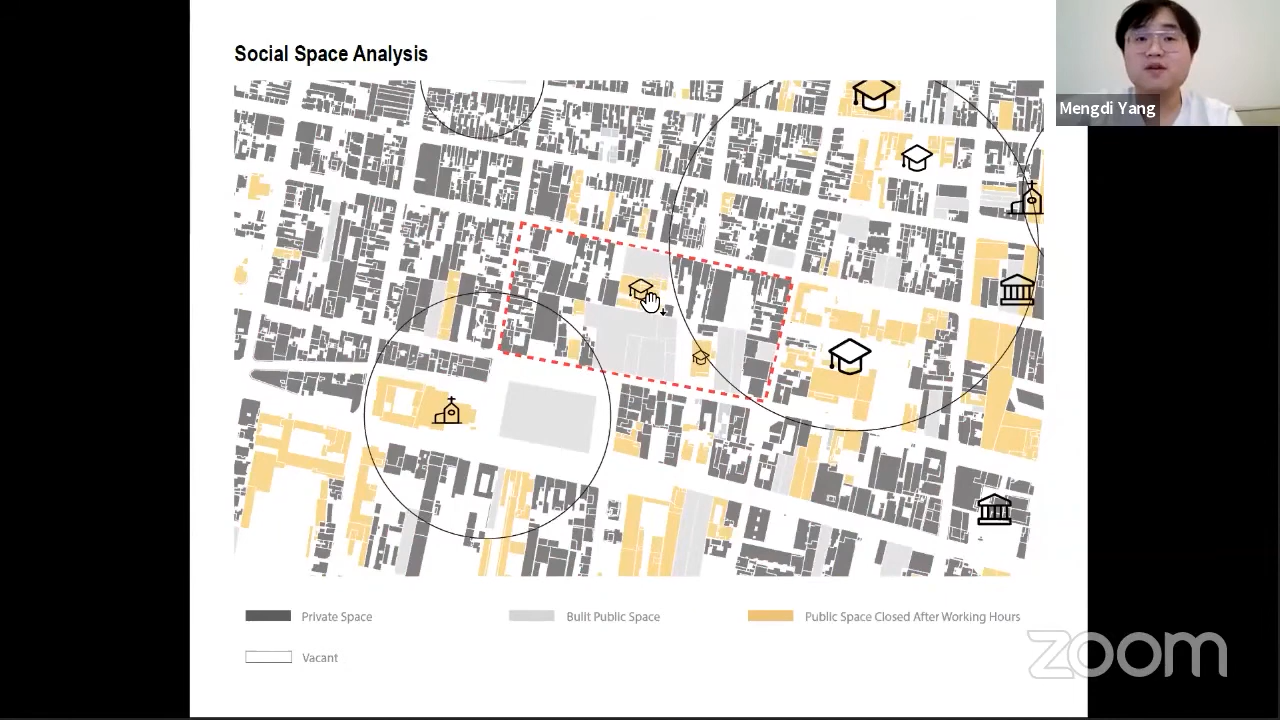 Social Space Analysis
Mengdi Yang
Private Space
Bulit Public Space
Public Space Closed After Working Hours
Vacant
zoom